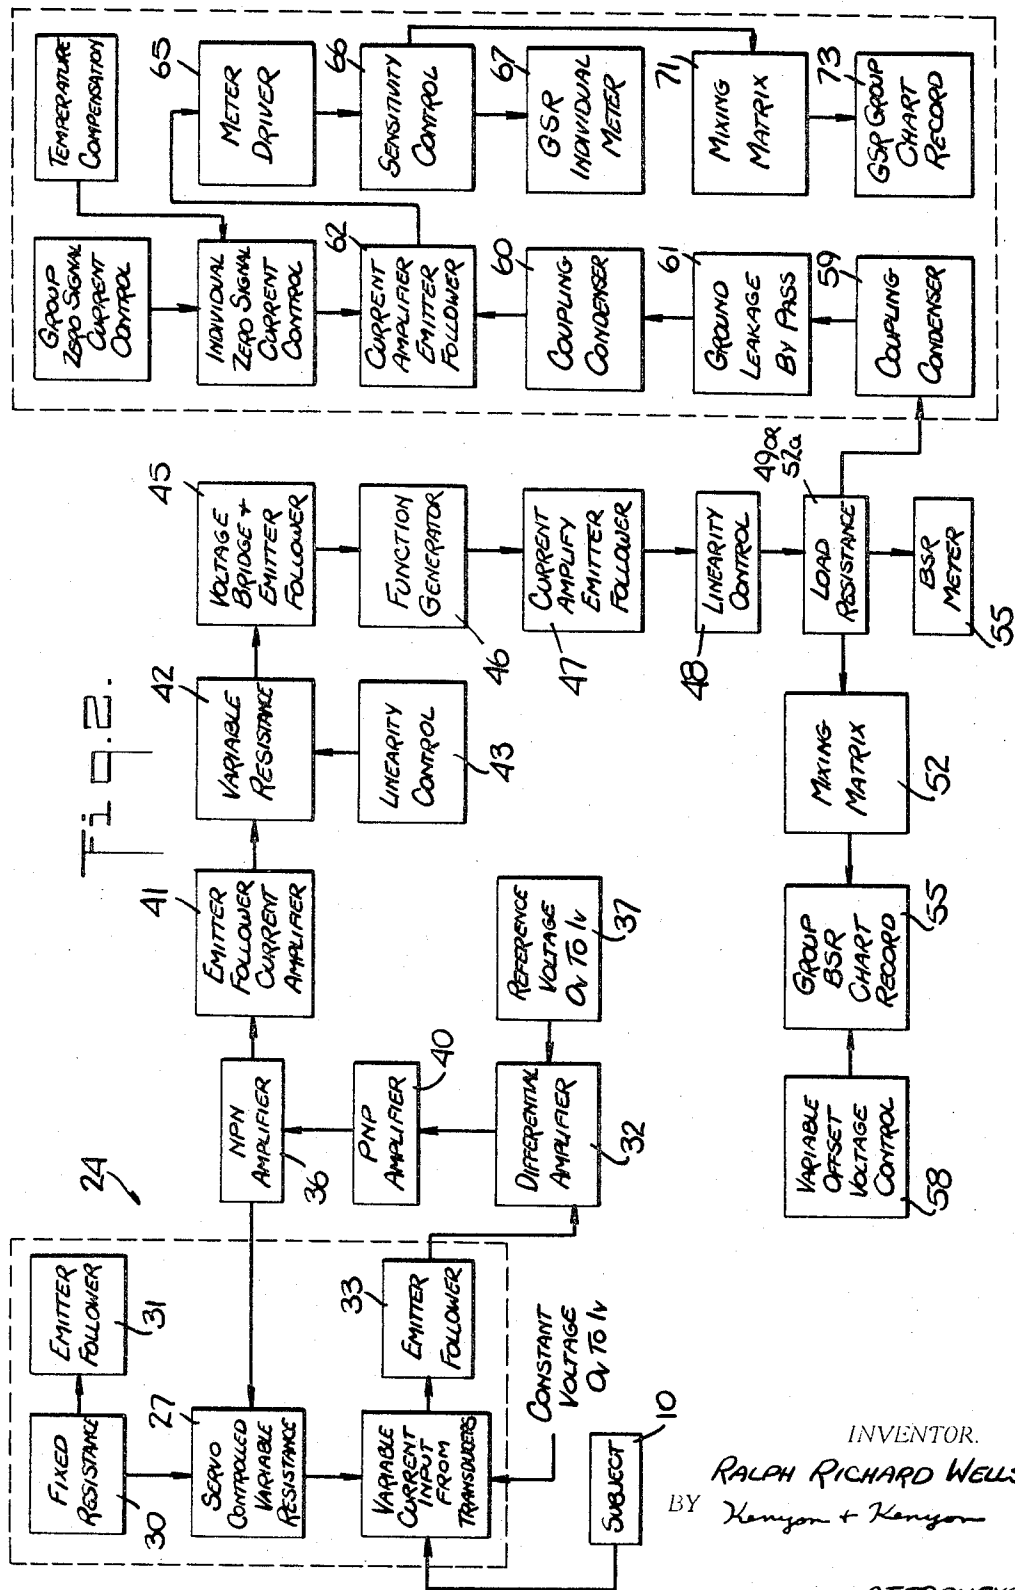 Fig.2.
24
FIXED
RESISTANCE
30
EMITTER
FOLLOWER
31
SERVO
CONTROLLED
VARIABLE
RESISTANCE
27
VARIABLE
CURRENT
INPUT
FROM
TRANSDUCERS
EMITTER
FOLLOWER
33
CONSTANT
VOLTAGE
0V TO 1V
SUBJECT
10
NPN
AMPLIFIER
36
PNP
AMPLIFIER
40
DIFFERENTIAL
AMPLIFIER
32
REFERENCE
VOLTAGE
0V TO 1V
37
EMITTER
FOLLOWER
CURRENT
AMPLIFIER
41
VARIABLE
RESISTANCE
42
LINEARITY
CONTROL
43
VOLTAGE
BRIDGE +
EMITTER
FOLLOWER
45
FUNCTION
GENERATOR
46
CURRENT
AMPLIFY
EMITTER
FOLLOWER
47
LINEARITY
CONTROL
48
LOAD
RESISTANCE
49 OR
52a
BSR
METER
55
MIXING
MATRIX
52
GROUP
BSR
CHART
RECORD
55
VARIABLE
OFFSET
VOLTAGE
CONTROL
58
GROUP
ZERO SIGNAL
CURRENT
CONTROL
TEMPERATURE
COMPENSATION
INDIVIDUAL
ZERO SIGNAL
CURRENT
CONTROL
CURRENT
AMPLIFIER
EMITTER
FOLLOWER
62
COUPLING
CONDENSER
60
GROUND
LEAKAGE
BY PASS
61
COUPLING
CONDENSER
59
METER
DRIVER
65
SENSITIVITY
CONTROL
66
GSR
INDIVIDUAL
METER
67
MIXING
MATRIX
71
GSR GROUP
CHART
RECORD
73
INVENTOR.
RALPH RICHARD WELLS
BY Kenyon + Kenyon